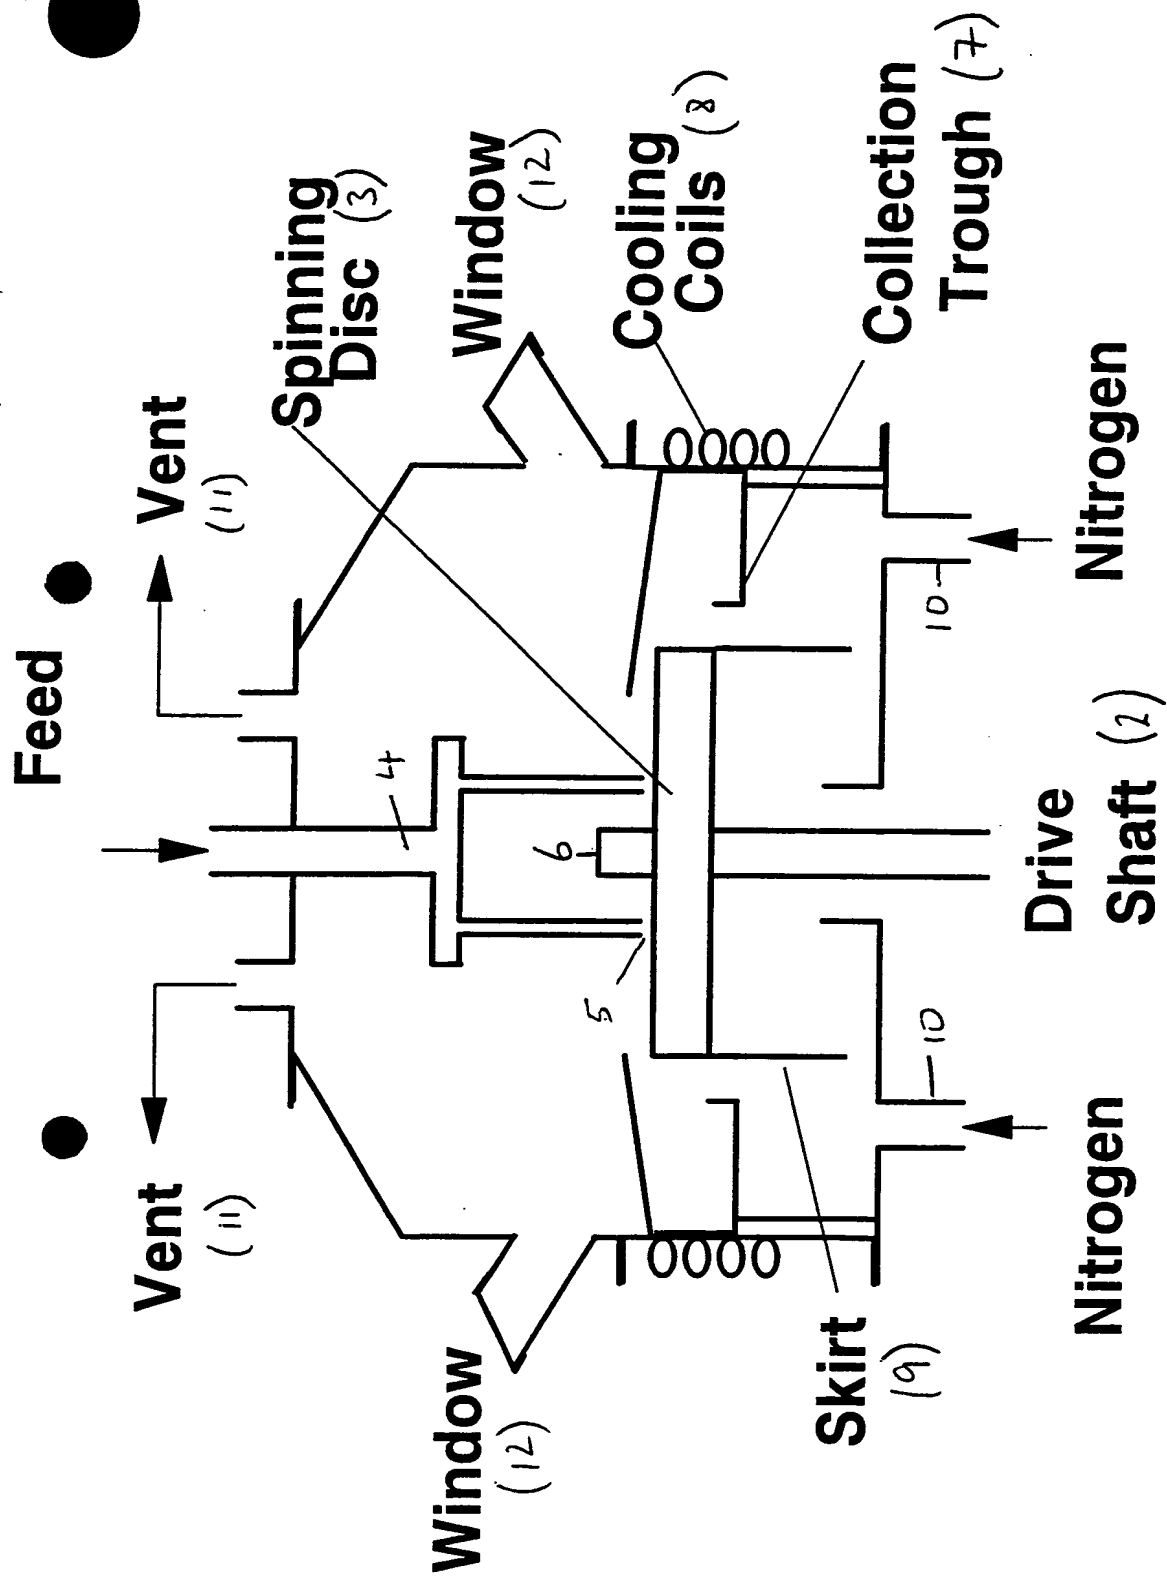 Feed
Vent
(11)
Vent
(11)
Spinning
Disc (3)
4
Window
(12)
Window
(12)
6
5
Cooling
Coils (8)
Skirt
(9)
Collection
Trough (7)
10
10
Nitrogen
Drive
Shaft (2)
Nitrogen